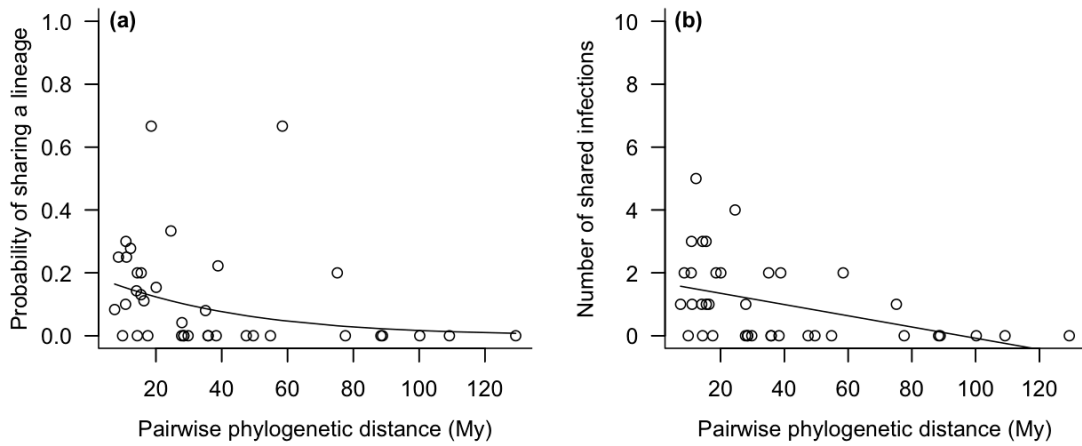 (a)
Probability of sharing a lineage
1.0
0.8
0.6
0.4
0.2
0.0
20 40 60 80 100 120
Pairwise phylogenetic distance (My)
(b)
Number of shared infections
10
8
6
4
2
0
20 40 60 80 100 120
Pairwise phylogenetic distance (My)